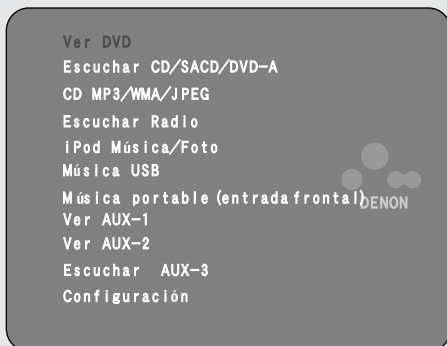 Ver DVD
Escuchar CD/SACD/DVD-A
CD MP3/WMA/JPEG
Escuchar Radio
iPod Música/Foto
Música USB
Música portable (entrada frontal)
DENON
Ver AUX-1
Ver AUX-2
Escuchar AUX-3
Configuración